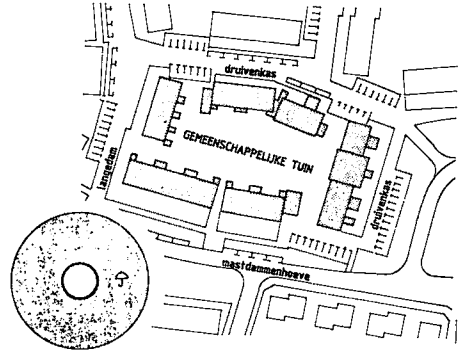 druivenkas
GEMEENSCHAPPELIJKE TUIN
langedam
druivenkas
mastdammenhoeve